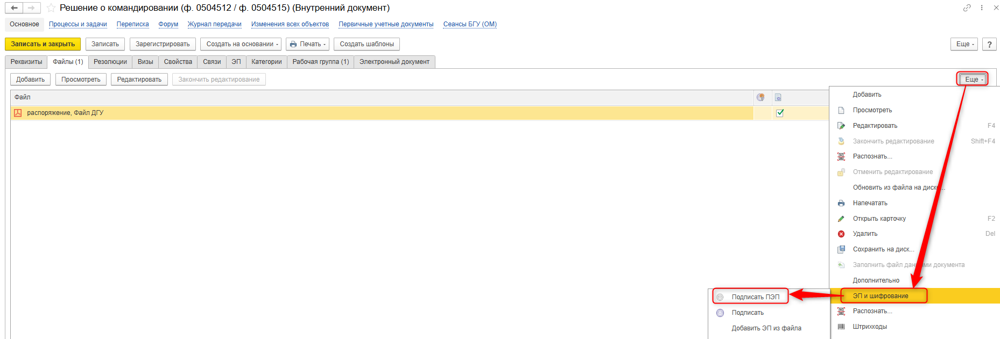 Решение о командировании (ф. 0504512 / ф. 0504515) (Внутренний документ)
Основное Процессы и задачи Переписка Форум Журнал передачи Изменения всех объектов Первичные учетные документы Сеансы БГУ (ОМ)
Записать и закрыть Записать Зарегистрировать Создать на основании Печать Создать шаблоны Еще ?
Реквизиты Файлы (1) Резолюции Визы Свойства Связи ЭП Категории Рабочая группа (1) Электронный документ
Добавить Просмотреть Редактировать Закончить редактирование Еще
Файл
распоряжение, Файл ДГУ
Добавить
Просмотреть
Редактировать F4
Закончить редактирование Shift+F4
Распознать...
Отменить редактирование
Обновить из файла на диске...
Напечатать
Открыть карточку F2
Удалить Del
Сохранить на диск...
Заполнить файл данными документа
Дополнительно
ЭП и шифрование
Распознать...
Штрихкоды
Подписать ПЭП
Подписать
Добавить ЭП из файла